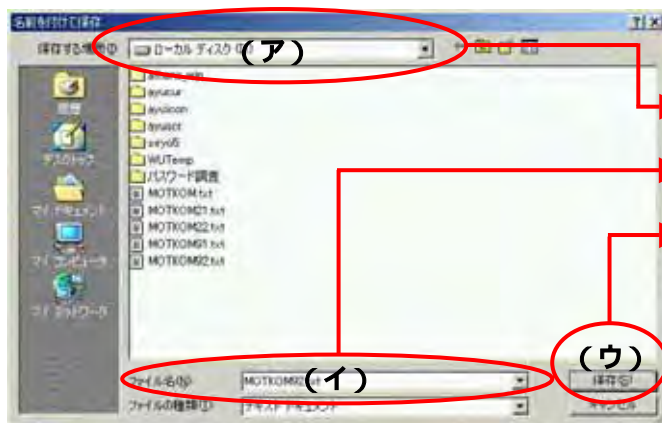 名前を付けて保存
保存する場所(I) ローカル ディスク (ア)
履歴
デスクトップ
マイ ドキュメント
マイ コンピュータ
マイ ネットワーク
ayucur
ayuicon
WUTemp
パスワード調査
MOTKOM.txt
MOTKOM21.txt
MOTKOM22.txt
MOTKOM91.txt
MOTKOM92.txt
(ウ)
ファイル名(N) MOTKOM92.txt (イ) 保存(S)
ファイルの種類(T) テキスト ドキュメント キャンセル